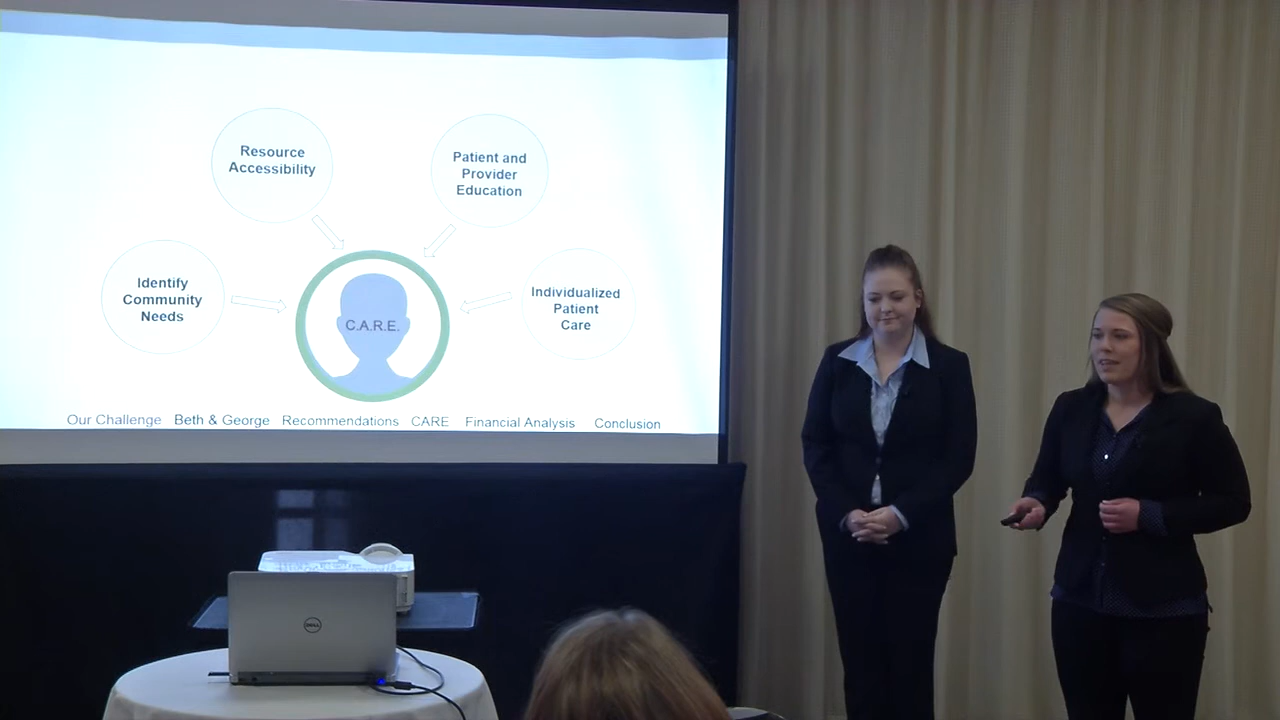 Resource
Accessibility
Patient and
Provider
Education
Identify
Community
Needs
Individualized
Patient
Care
C.A.R.E.
Our Challenge Beth & George Recommendations CARE Financial Analysis Conclusion
DELL